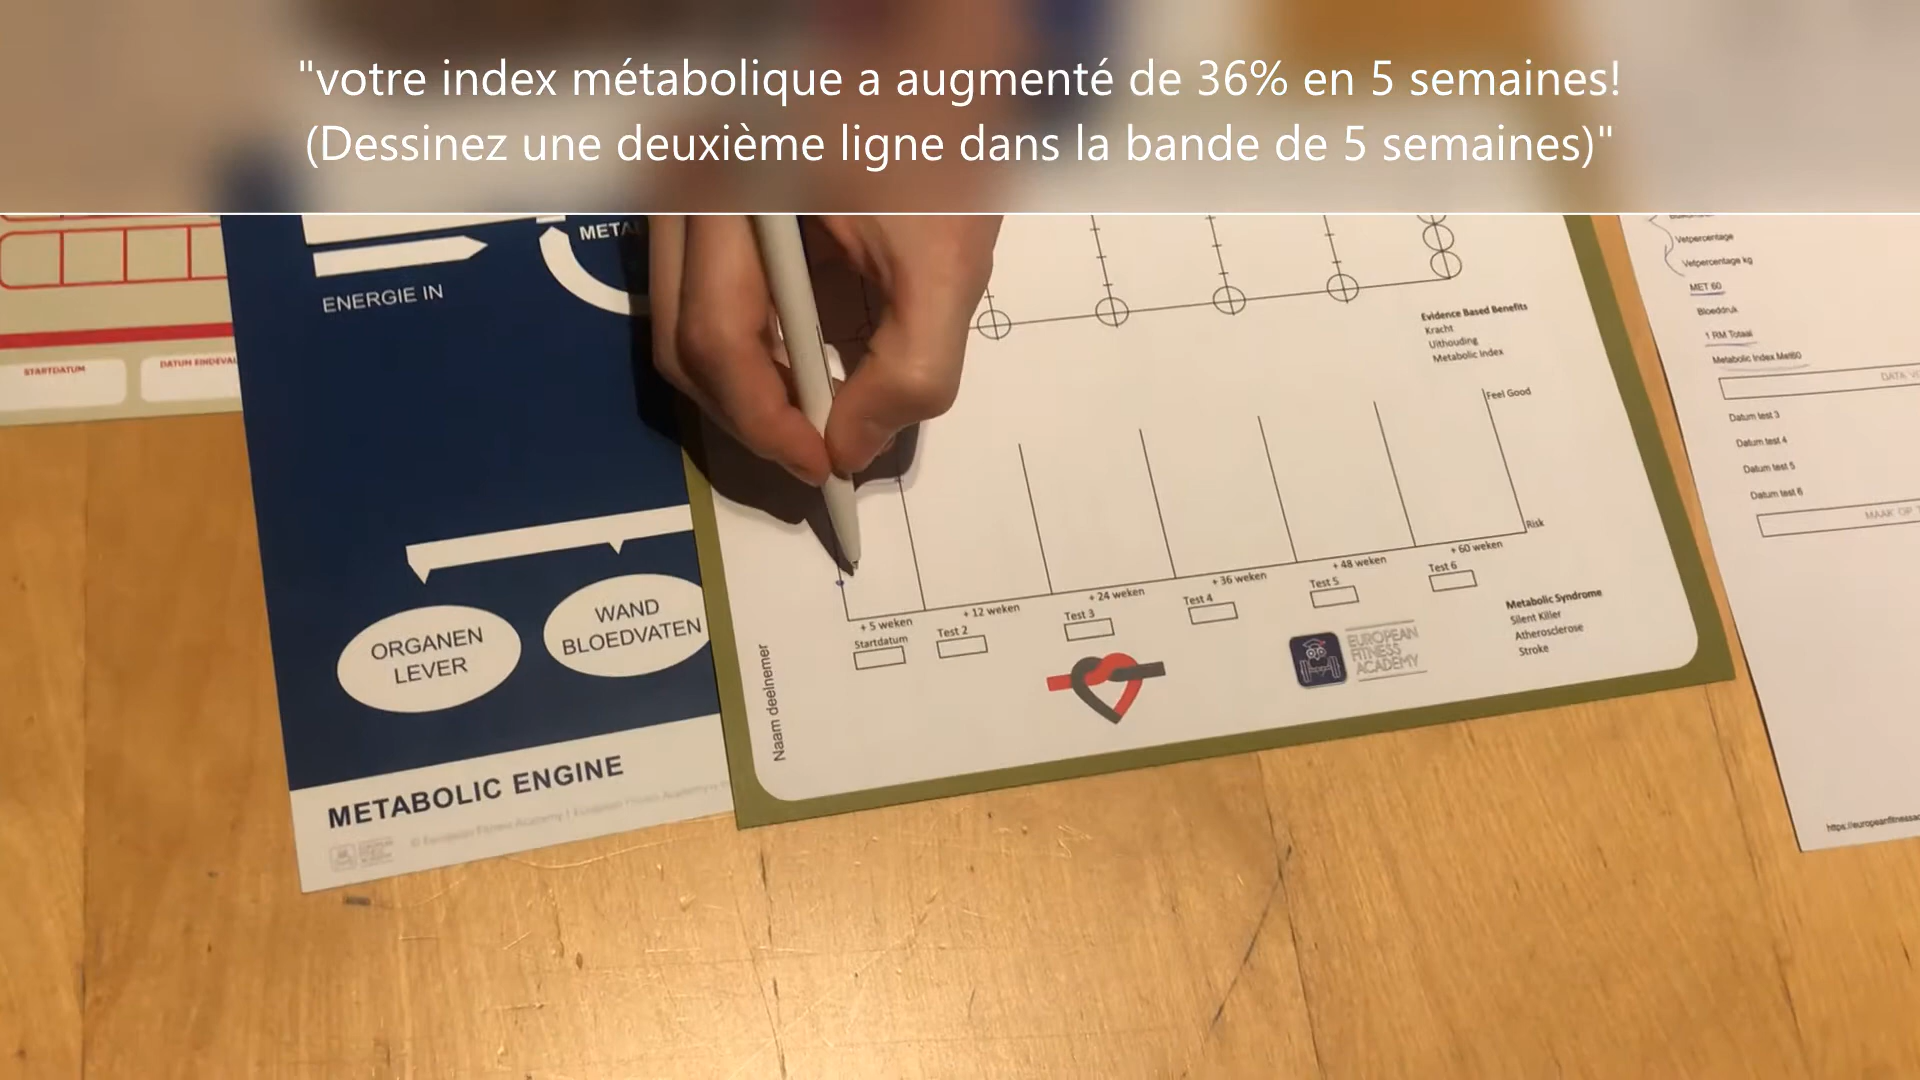 "votre index métabolique a augmenté de 36% en 5 semaines!
(Dessinez une deuxième ligne dans la bande de 5 semaines)"
STARTDATUM
DATUM EINDEVAL
ENERGIE IN
META
ORGANEN
LEVER
WAND
BLOEDVATEN
METABOLIC ENGINE
Evidence Based Benefits
Kracht
Uithouding
Metabolic Index
Feel Good
Risk
+ 5 weken
+ 12 weken
+ 24 weken
+ 36 weken
+ 48 weken
+ 60 weken
Startdatum
Test 2
Test 3
Test 4
Test 5
Test 6
Naam deelnemer
EUROPEAN
FITNESS
ACADEMY
Metabolic Syndrome
Silent Killer
Atherosclerose
Stroke
Vetpercentage
Vetpercentage kg
MET 60
Bloeddruk
1 RM Totaal
Metabolic Index Met60
Datum test 3
Datum test 4
Datum test 5
Datum test 6
MAAK OP